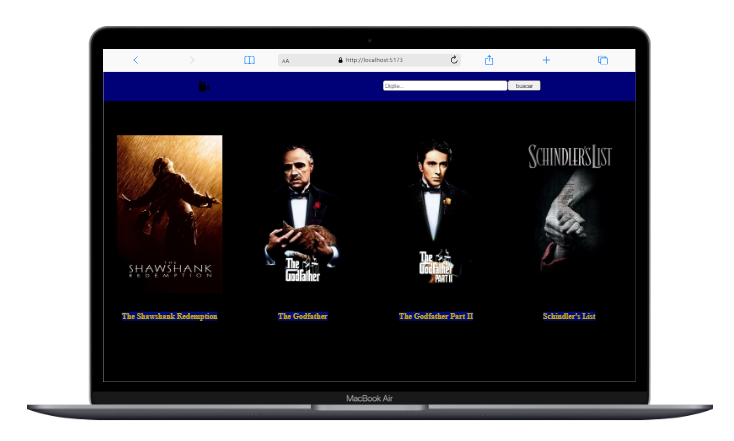 AA
http://localhost:5173
Digite...
buscar
THE
SHAWSHANK
REDEMPTION
The
Godfather
The
Godfather
PART II
SCHINDLER'S LIST
The Shawshank Redemption
The Godfather
The Godfather Part II
Schindler's List
MacBook Air